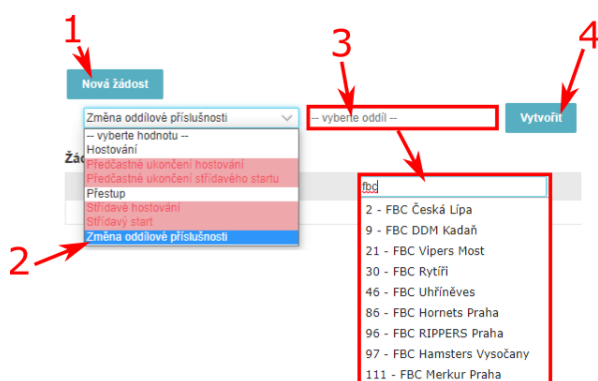 1
3
4
Nová žádost
Změna oddílové příslušnosti
-- vyberte oddíl --
Vytvořit
-- vyberte hodnotu --
Hostování
Předčastné ukončení hostování
Předčastné ukončení střídavého startu
Přestup
Střídavé hostování
Střídavý start
Změna oddílové příslušnosti
2
fbc
2 - FBC Česká Lípa
9 - FBC DDM Kadaň
21 - FBC Vipers Most
30 - FBC Rytíři
46 - FBC Uhříněves
86 - FBC Hornets Praha
96 - FBC RIPPERS Praha
97 - FBC Hamsters Vysočany
111 - FBC Merkur Praha